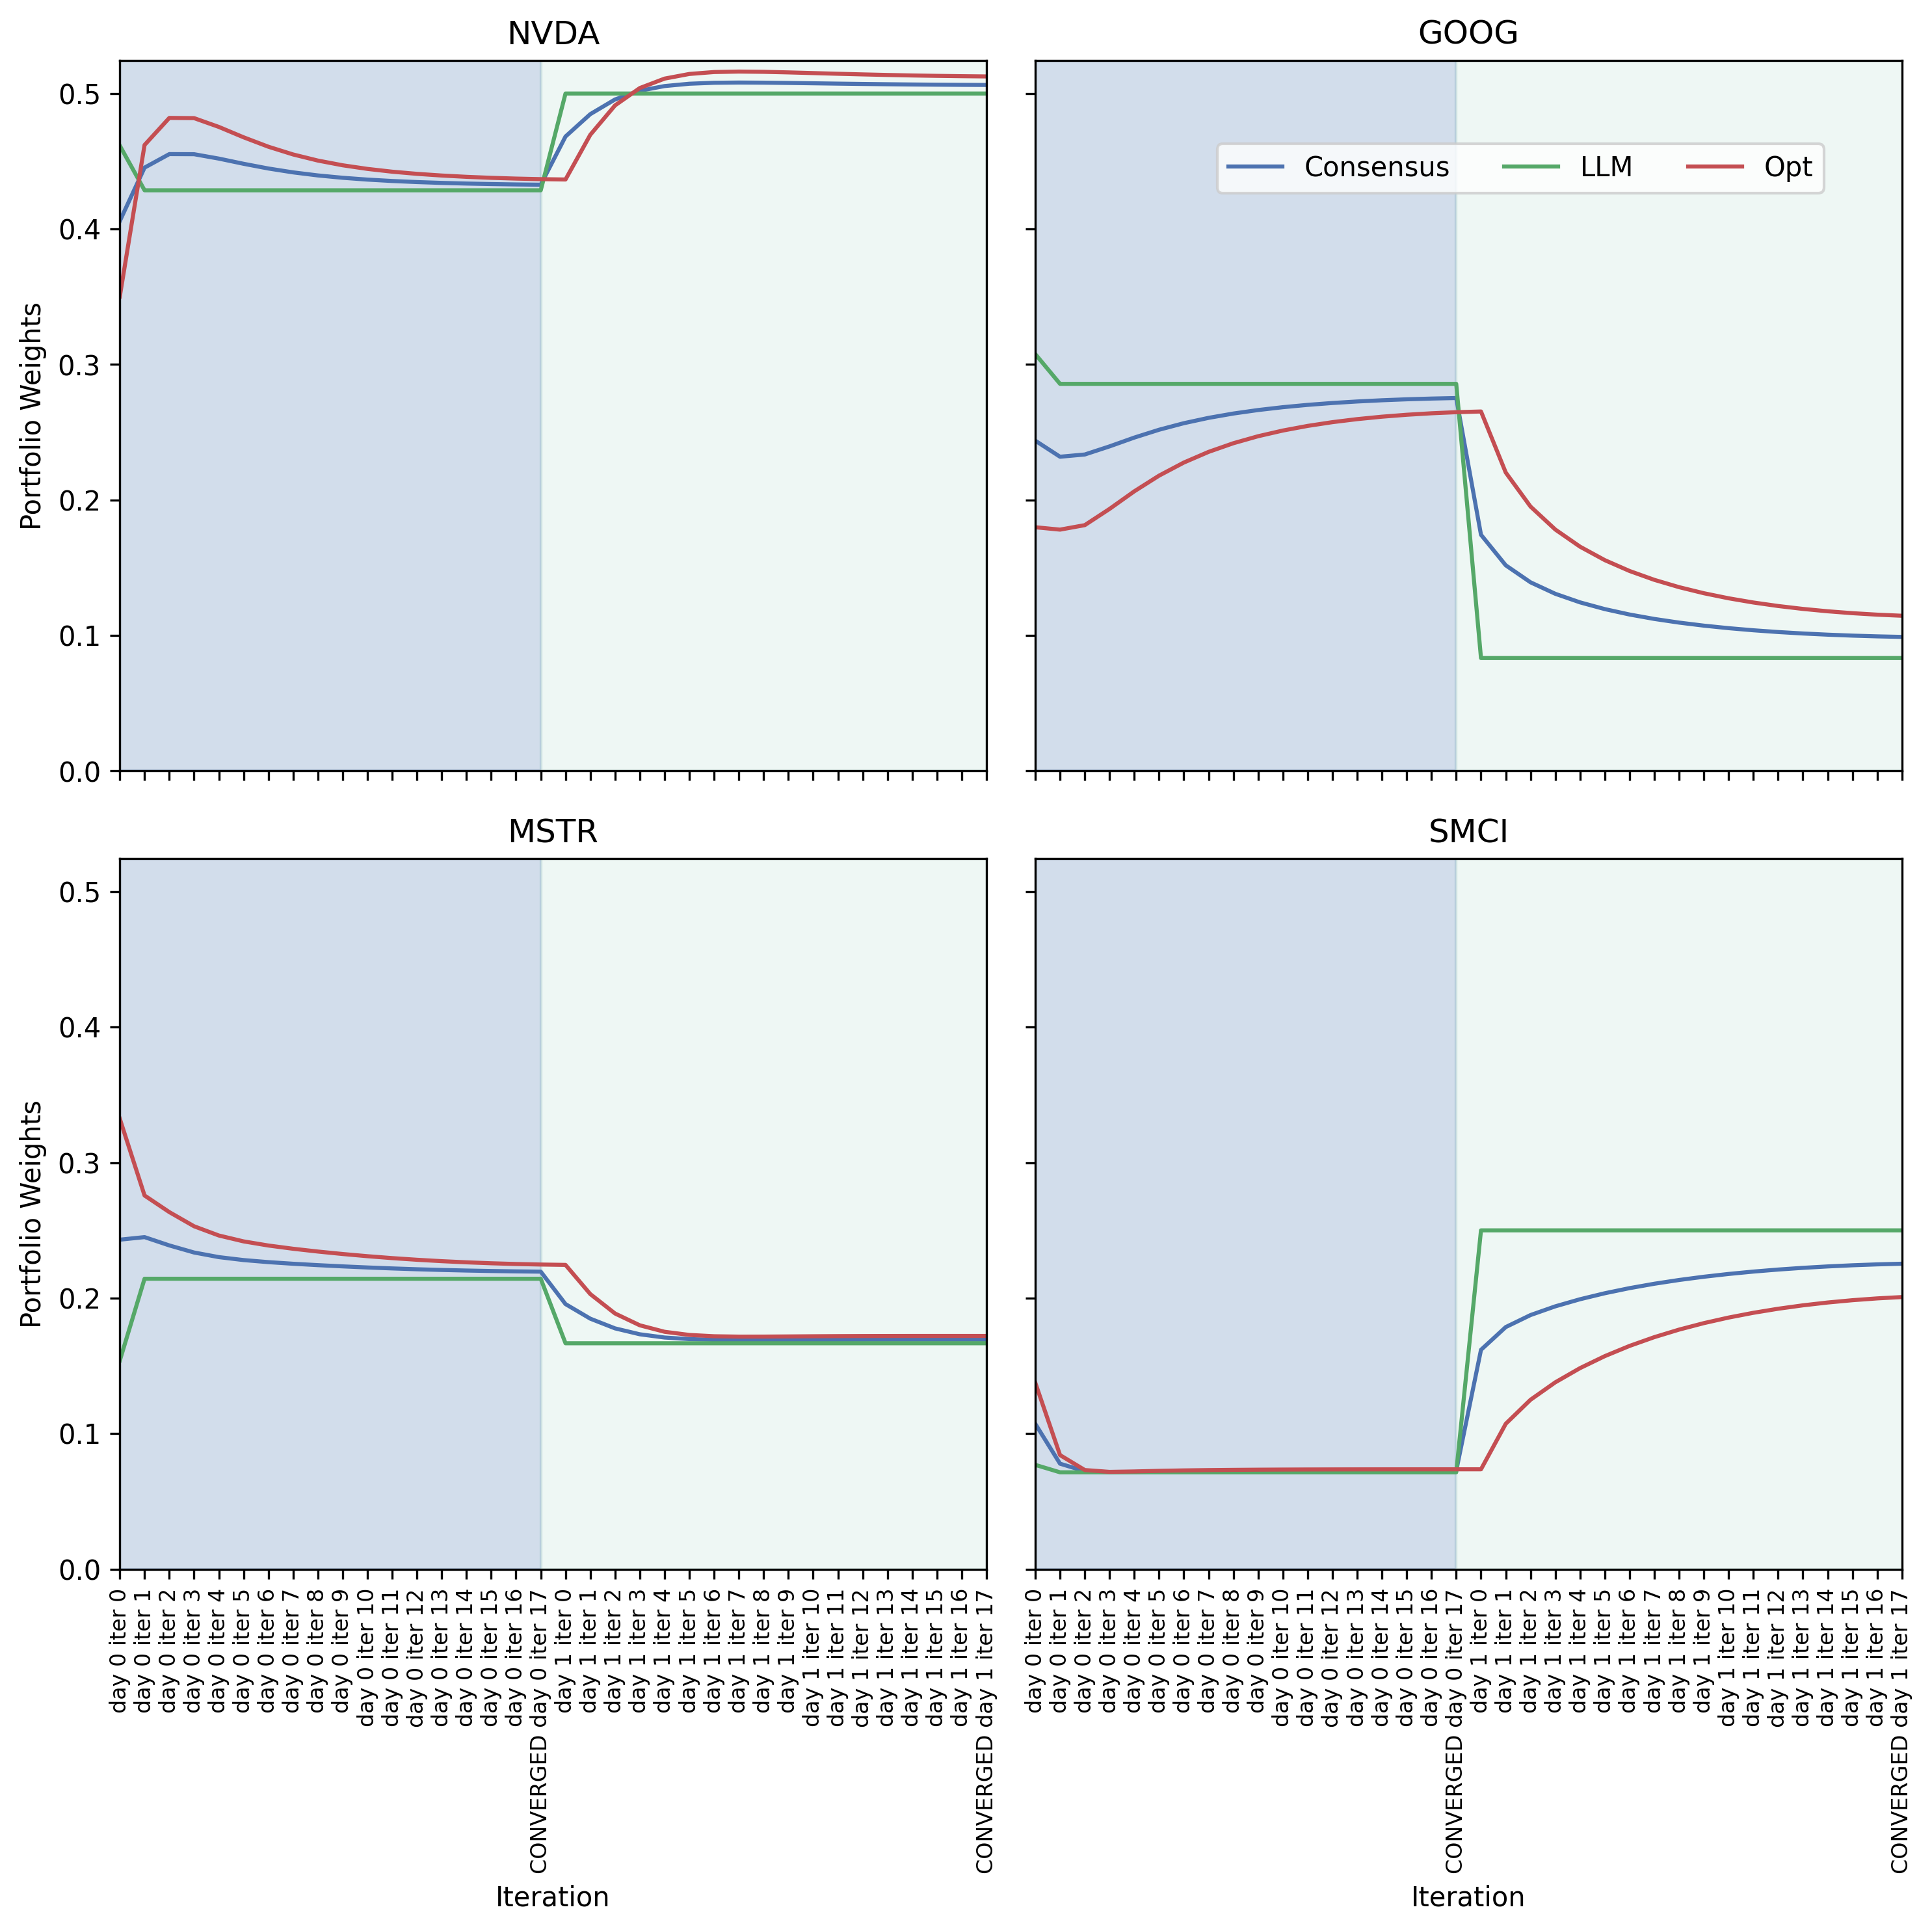 NVDA
GOOG
Portfolio Weights
0.5
0.4
0.3
0.2
0.1
0.0
Consensus LLM Opt
MSTR
SMCI
Portfolio Weights
0.5
0.4
0.3
0.2
0.1
0.0
day 0 iter 0
day 0 iter 1
day 0 iter 2
day 0 iter 3
day 0 iter 4
day 0 iter 5
day 0 iter 6
day 0 iter 7
day 0 iter 8
day 0 iter 9
day 0 iter 10
day 0 iter 11
day 0 iter 12
day 0 iter 13
day 0 iter 14
day 0 iter 15
day 0 iter 16
CONVERGED day 0 iter 17
day 1 iter 0
day 1 iter 1
day 1 iter 2
day 1 iter 3
day 1 iter 4
day 1 iter 5
day 1 iter 6
day 1 iter 7
day 1 iter 8
day 1 iter 9
day 1 iter 10
day 1 iter 11
day 1 iter 12
day 1 iter 13
day 1 iter 14
day 1 iter 15
day 1 iter 16
CONVERGED day 1 iter 17
Iteration
day 0 iter 0
day 0 iter 1
day 0 iter 2
day 0 iter 3
day 0 iter 4
day 0 iter 5
day 0 iter 6
day 0 iter 7
day 0 iter 8
day 0 iter 9
day 0 iter 10
day 0 iter 11
day 0 iter 12
day 0 iter 13
day 0 iter 14
day 0 iter 15
day 0 iter 16
CONVERGED day 0 iter 17
day 1 iter 0
day 1 iter 1
day 1 iter 2
day 1 iter 3
day 1 iter 4
day 1 iter 5
day 1 iter 6
day 1 iter 7
day 1 iter 8
day 1 iter 9
day 1 iter 10
day 1 iter 11
day 1 iter 12
day 1 iter 13
day 1 iter 14
day 1 iter 15
day 1 iter 16
CONVERGED day 1 iter 17
Iteration